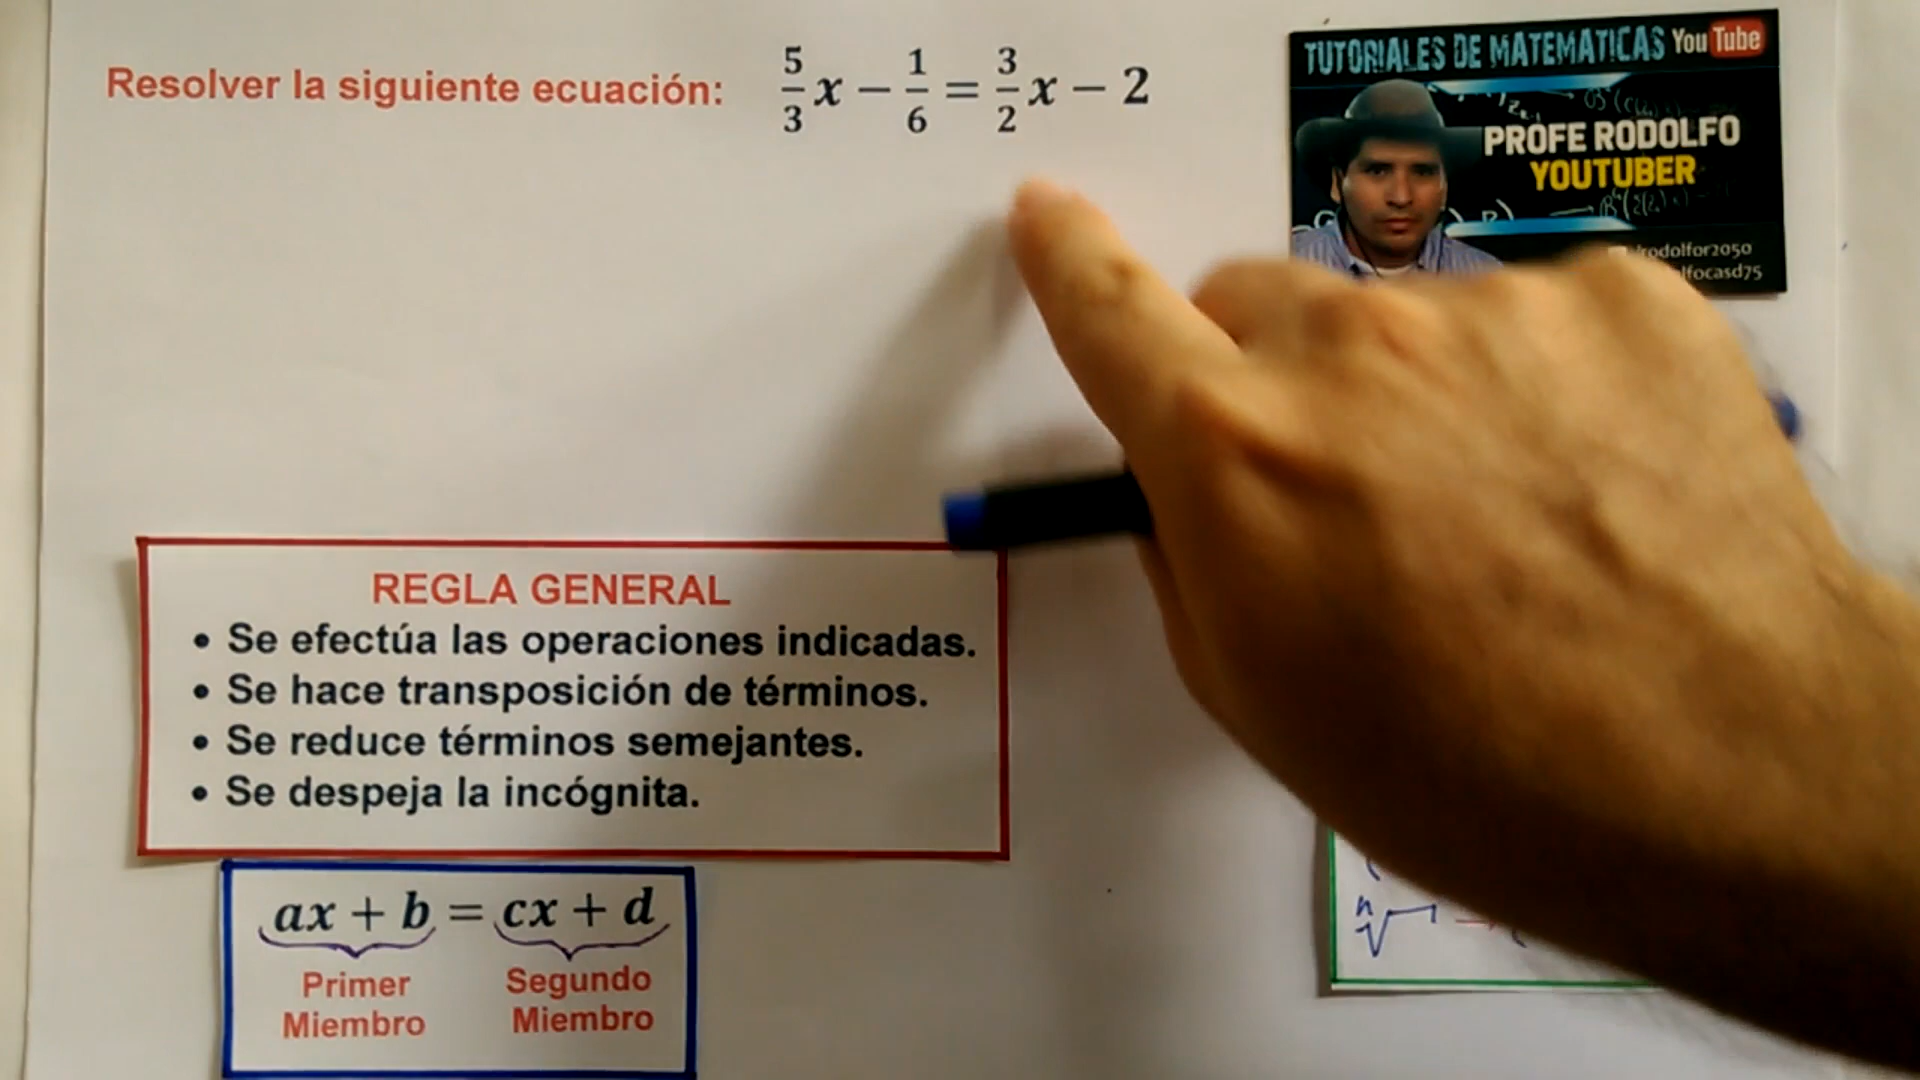 Resolver la siguiente ecuación: 5/3 x − 1/6 = 3/2 x − 2
TUTORIALES DE MATEMATICAS YouTube
PROFE RODOLFO
YOUTUBER
rodolfor2050
lfocasd75
REGLA GENERAL
• Se efectúa las operaciones indicadas.
• Se hace transposición de términos.
• Se reduce términos semejantes.
• Se despeja la incógnita.
ax + b = cx + d
Primer Segundo
Miembro Miembro
n√